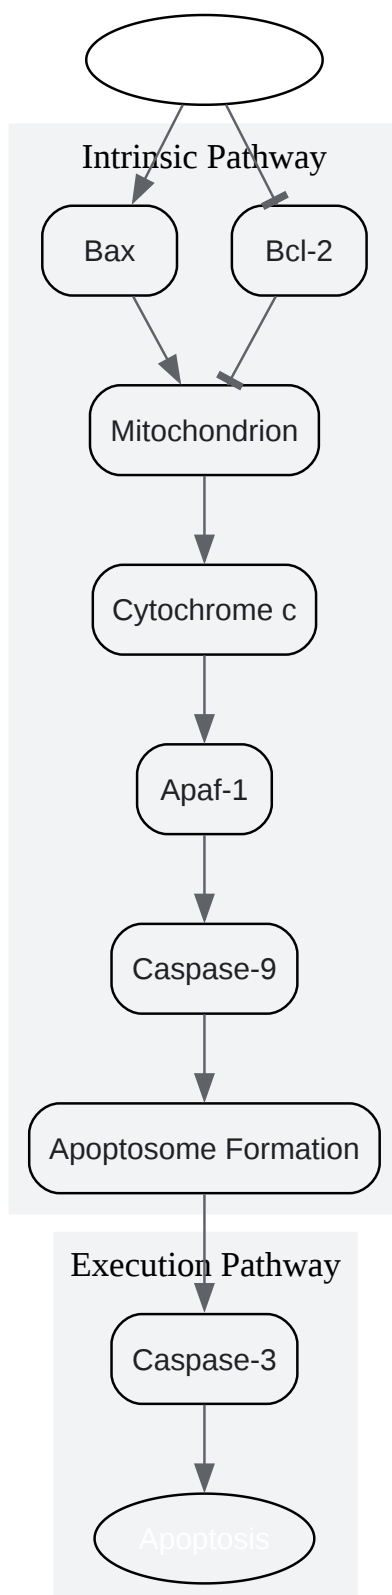 Intrinsic Pathway
Bax
Bcl-2
Mitochondrion
Cytochrome c
Apaf-1
Caspase-9
Apoptosome Formation
Execution Pathway
Caspase-3
Apoptosis